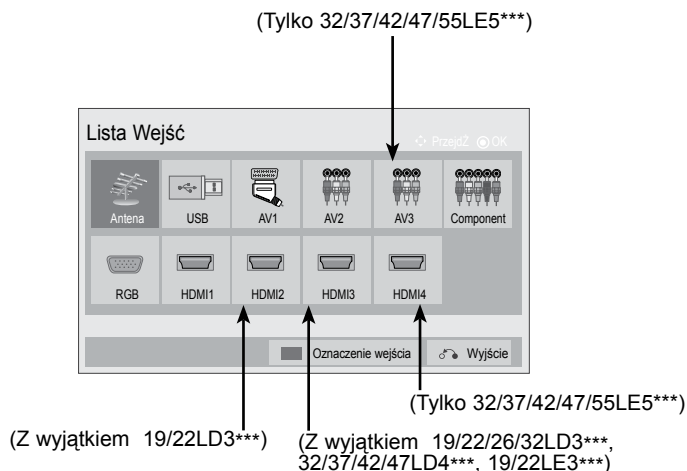 (Tylko 32/37/42/47/55LE5***)
Lista Wejść
PrzejdŹ OK
Antena
USB
AV1
AV2
AV3
Component
RGB
HDMI1
HDMI2
HDMI3
HDMI4
Oznaczenie wejścia
Wyjście
(Tylko 32/37/42/47/55LE5***)
(Z wyjątkiem 19/22LD3***)
(Z wyjątkiem 19/22/26/32LD3***,
32/37/42/47LD4***, 19/22LE3***)